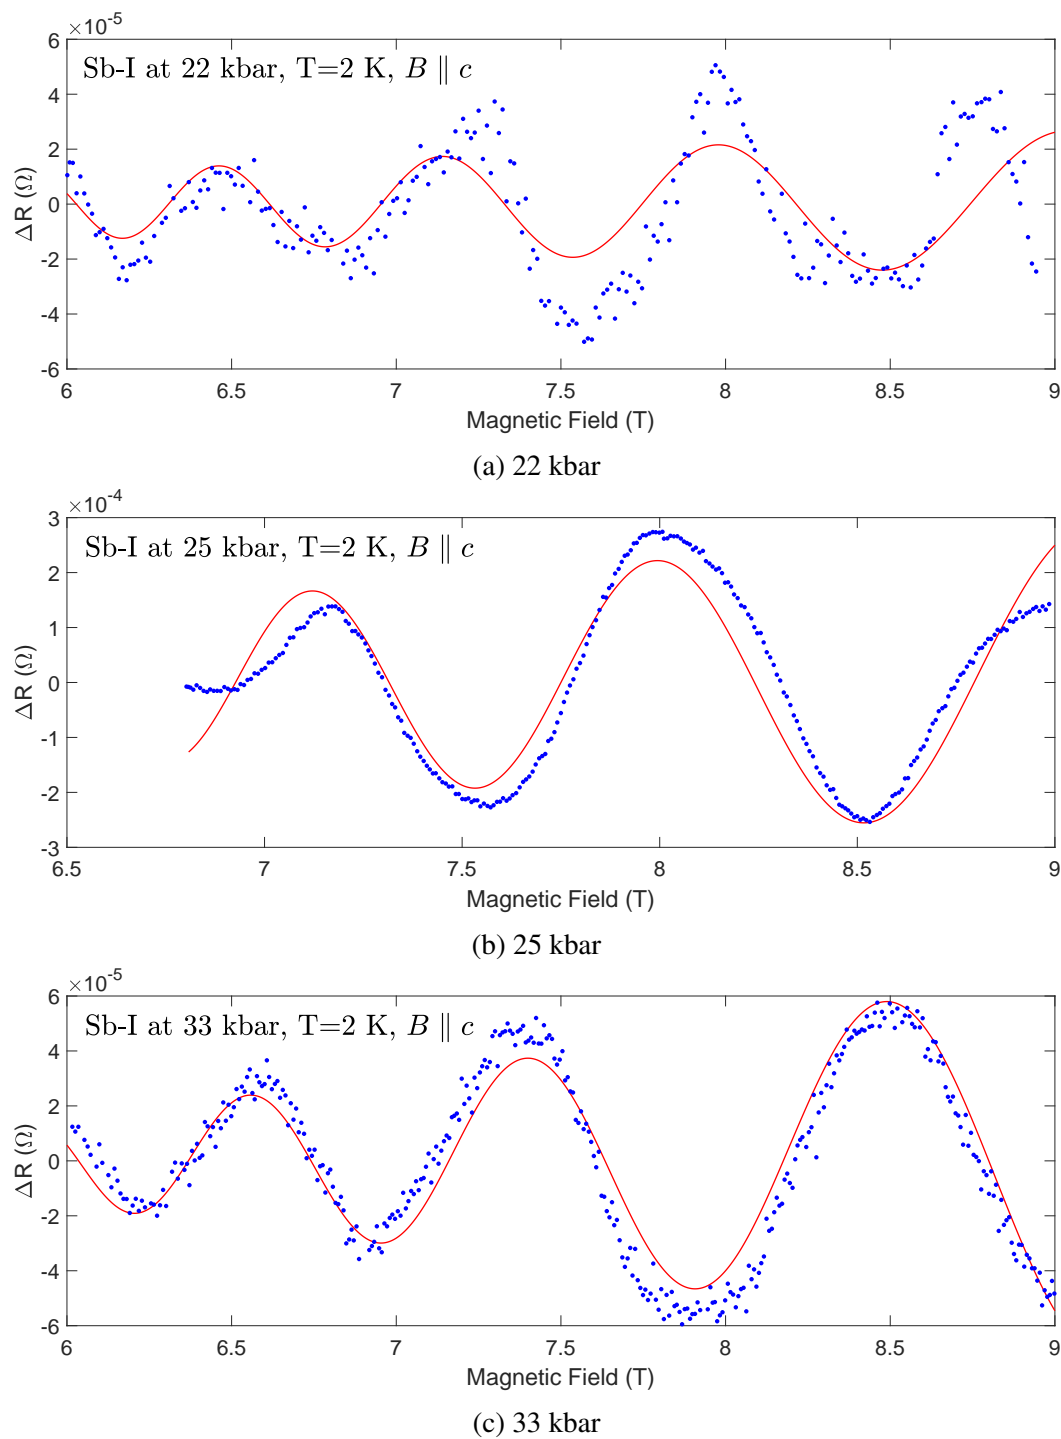 ×10-5
Sb-I at 22 kbar, T=2 K, B ∥ c
6
4
2
0
-2
-4
-6
ΔR (Ω)
6 6.5 7 7.5 8 8.5 9
Magnetic Field (T)
(a) 22 kbar
×10-4
Sb-I at 25 kbar, T=2 K, B ∥ c
3
2
1
0
-1
-2
-3
ΔR (Ω)
6.5 7 7.5 8 8.5 9
Magnetic Field (T)
(b) 25 kbar
×10-5
Sb-I at 33 kbar, T=2 K, B ∥ c
6
4
2
0
-2
-4
-6
ΔR (Ω)
6 6.5 7 7.5 8 8.5 9
Magnetic Field (T)
(c) 33 kbar